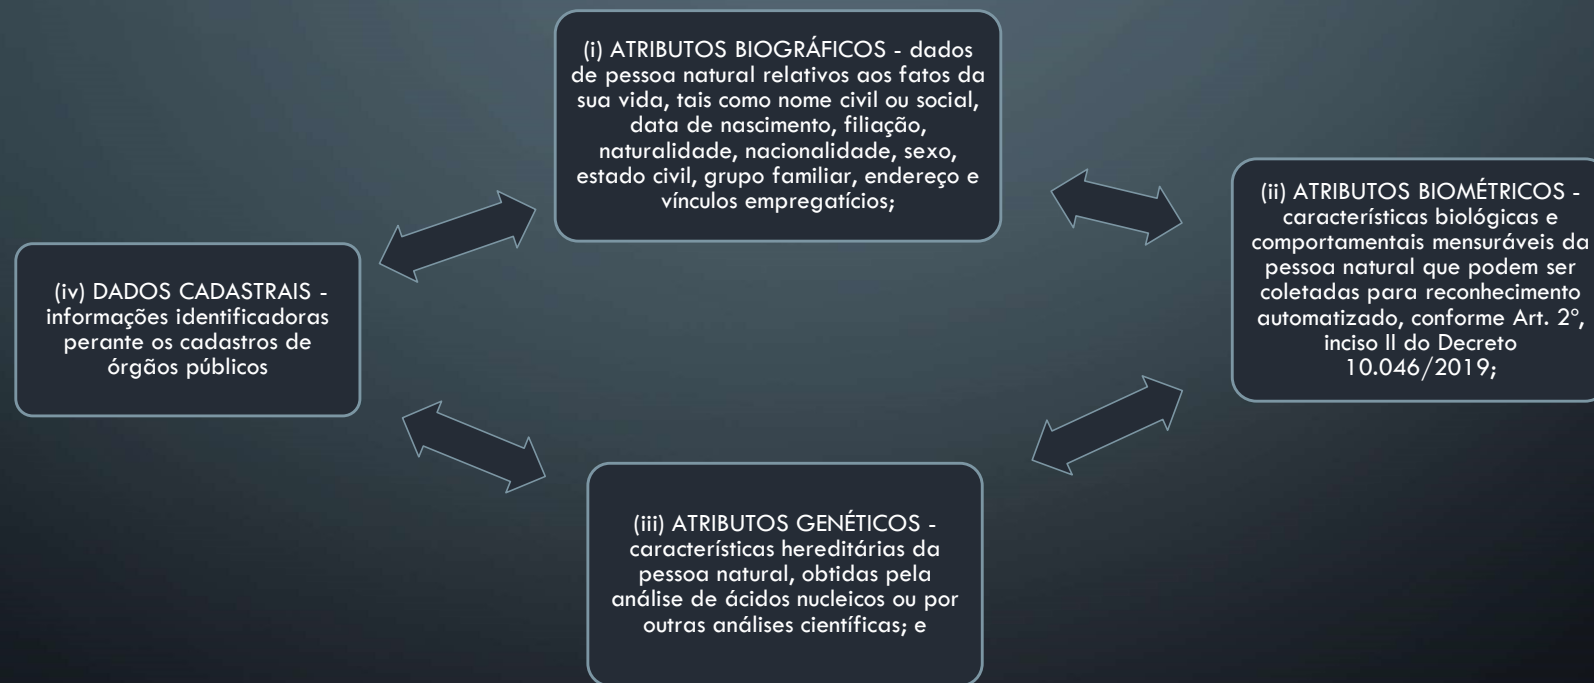 (i) ATRIBUTOS BIOGRÁFICOS - dados
de pessoa natural relativos aos fatos da
sua vida, tais como nome civil ou social,
data de nascimento, filiação,
naturalidade, nacionalidade, sexo,
estado civil, grupo familiar, endereço e
vínculos empregatícios;
(ii) ATRIBUTOS BIOMÉTRICOS -
características biológicas e
comportamentais mensuráveis da
pessoa natural que podem ser
coletadas para reconhecimento
automatizado, conforme Art. 2º,
inciso II do Decreto
10.046/2019;
(iii) ATRIBUTOS GENÉTICOS -
características hereditárias da
pessoa natural, obtidas pela
análise de ácidos nucleicos ou por
outras análises científicas; e
(iv) DADOS CADASTRAIS -
informações identificadoras
perante os cadastros de
órgãos públicos